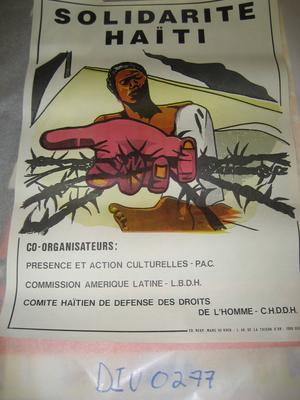 SOLIDARITE
HAÏTI
CO-ORGANISATEURS:
PRESENCE ET ACTION CULTURELLES - P.A.C.
COMMISSION AMERIQUE LATINE - L.B.D.H.
COMITE HAÏTIEN DE DEFENSE DES DROITS
DE L'HOMME - C.H.D.D.H.
DIV 0277